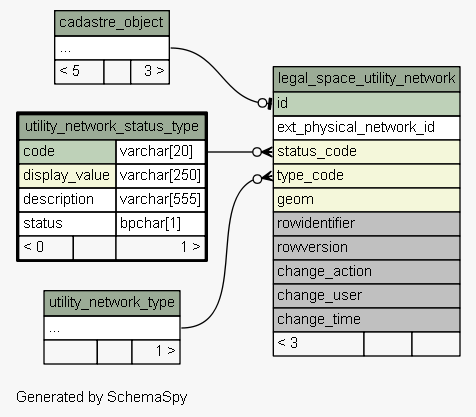 cadastre_object
...
< 5 3 >
utility_network_status_type
code varchar[20]
display_value varchar[250]
description varchar[555]
status bpchar[1]
< 0 1 >
utility_network_type
...
1 >
legal_space_utility_network
id
ext_physical_network_id
status_code
type_code
geom
rowidentifier
rowversion
change_action
change_user
change_time
< 3
Generated by SchemaSpy